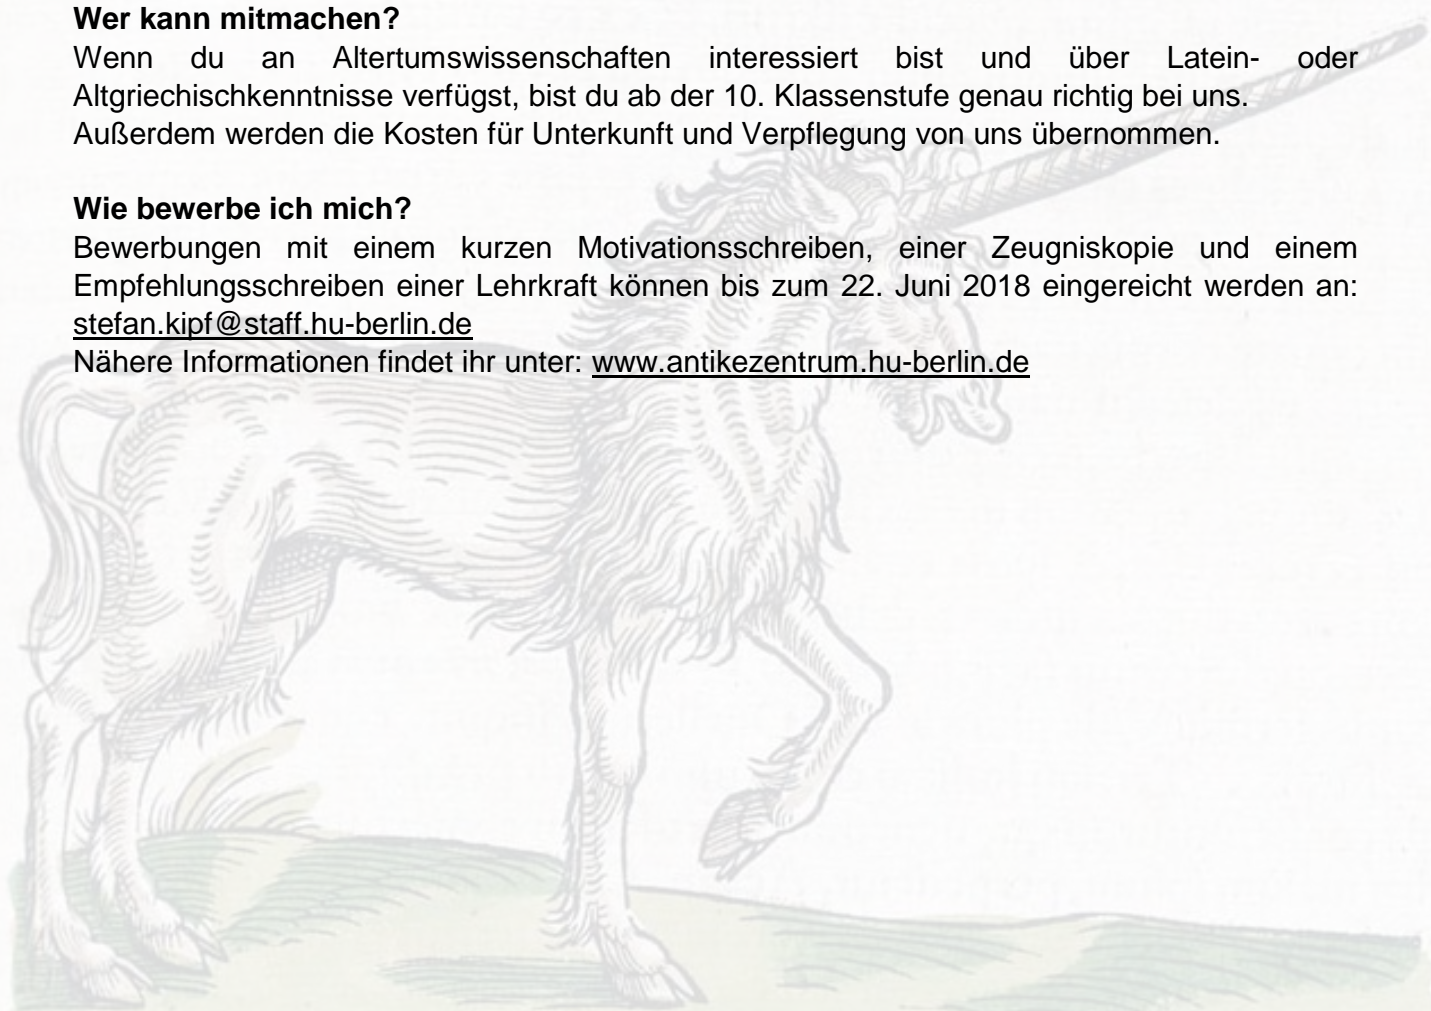 Wer kann mitmachen?
Wenn du an Altertumswissenschaften interessiert bist und über Latein- oder
Altgriechischkenntnisse verfügst, bist du ab der 10. Klassenstufe genau richtig bei uns.
Außerdem werden die Kosten für Unterkunft und Verpflegung von uns übernommen.
Wie bewerbe ich mich?
Bewerbungen mit einem kurzen Motivationsschreiben, einer Zeugniskopie und einem
Empfehlungsschreiben einer Lehrkraft können bis zum 22. Juni 2018 eingereicht werden an:
stefan.kipf@staff.hu-berlin.de
Nähere Informationen findet ihr unter: www.antikezentrum.hu-berlin.de